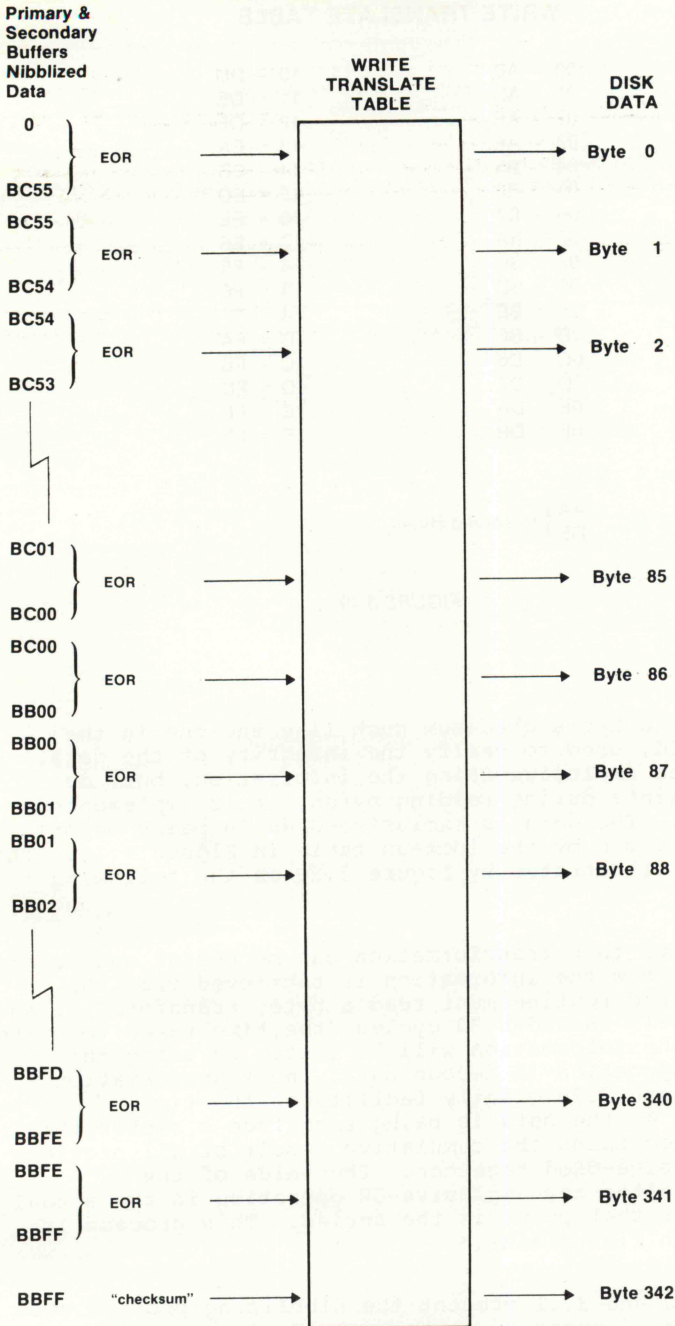 Primary &
Secondary
Buffers
Nibblized
Data
WRITE
TRANSLATE
TABLE
DISK
DATA
0
EOR
Byte 0
BC55
BC55
EOR
Byte 1
BC54
BC54
EOR
Byte 2
BC53
BC01
EOR
Byte 85
BC00
BC00
EOR
Byte 86
BB00
BB00
EOR
Byte 87
BB01
BB01
EOR
Byte 88
BB02
BBFD
EOR
Byte 340
BBFE
BBFE
EOR
Byte 341
BBFF
BBFF "checksum" Byte 342